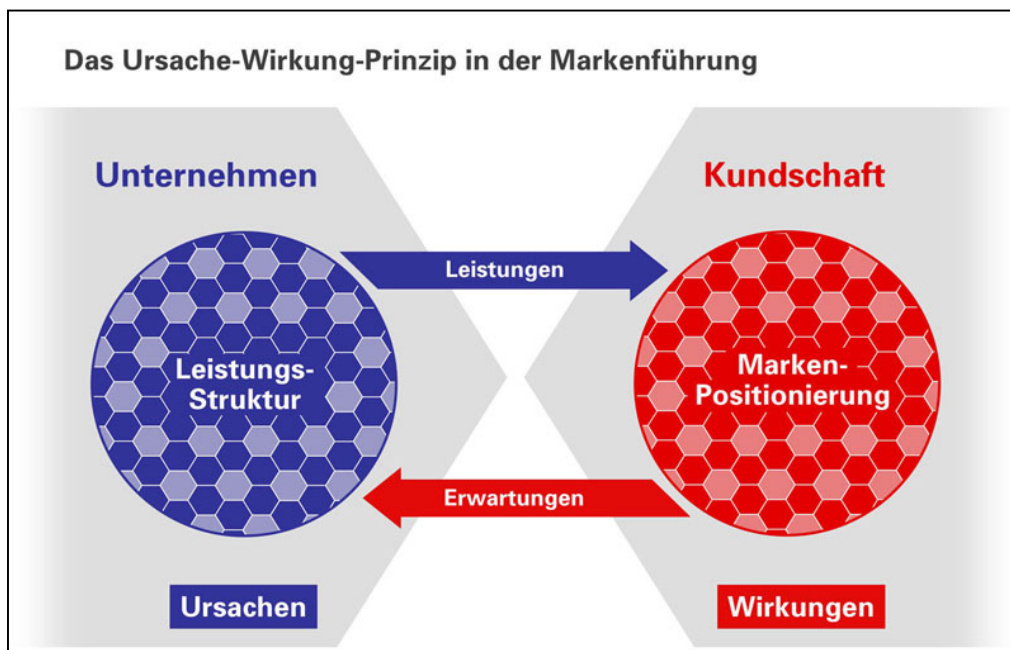 Das Ursache-Wirkung-Prinzip in der Markenführung
Unternehmen
Kundschaft
Leistungen
Leistungs-
Struktur
Marken-
Positionierung
Erwartungen
Ursachen
Wirkungen